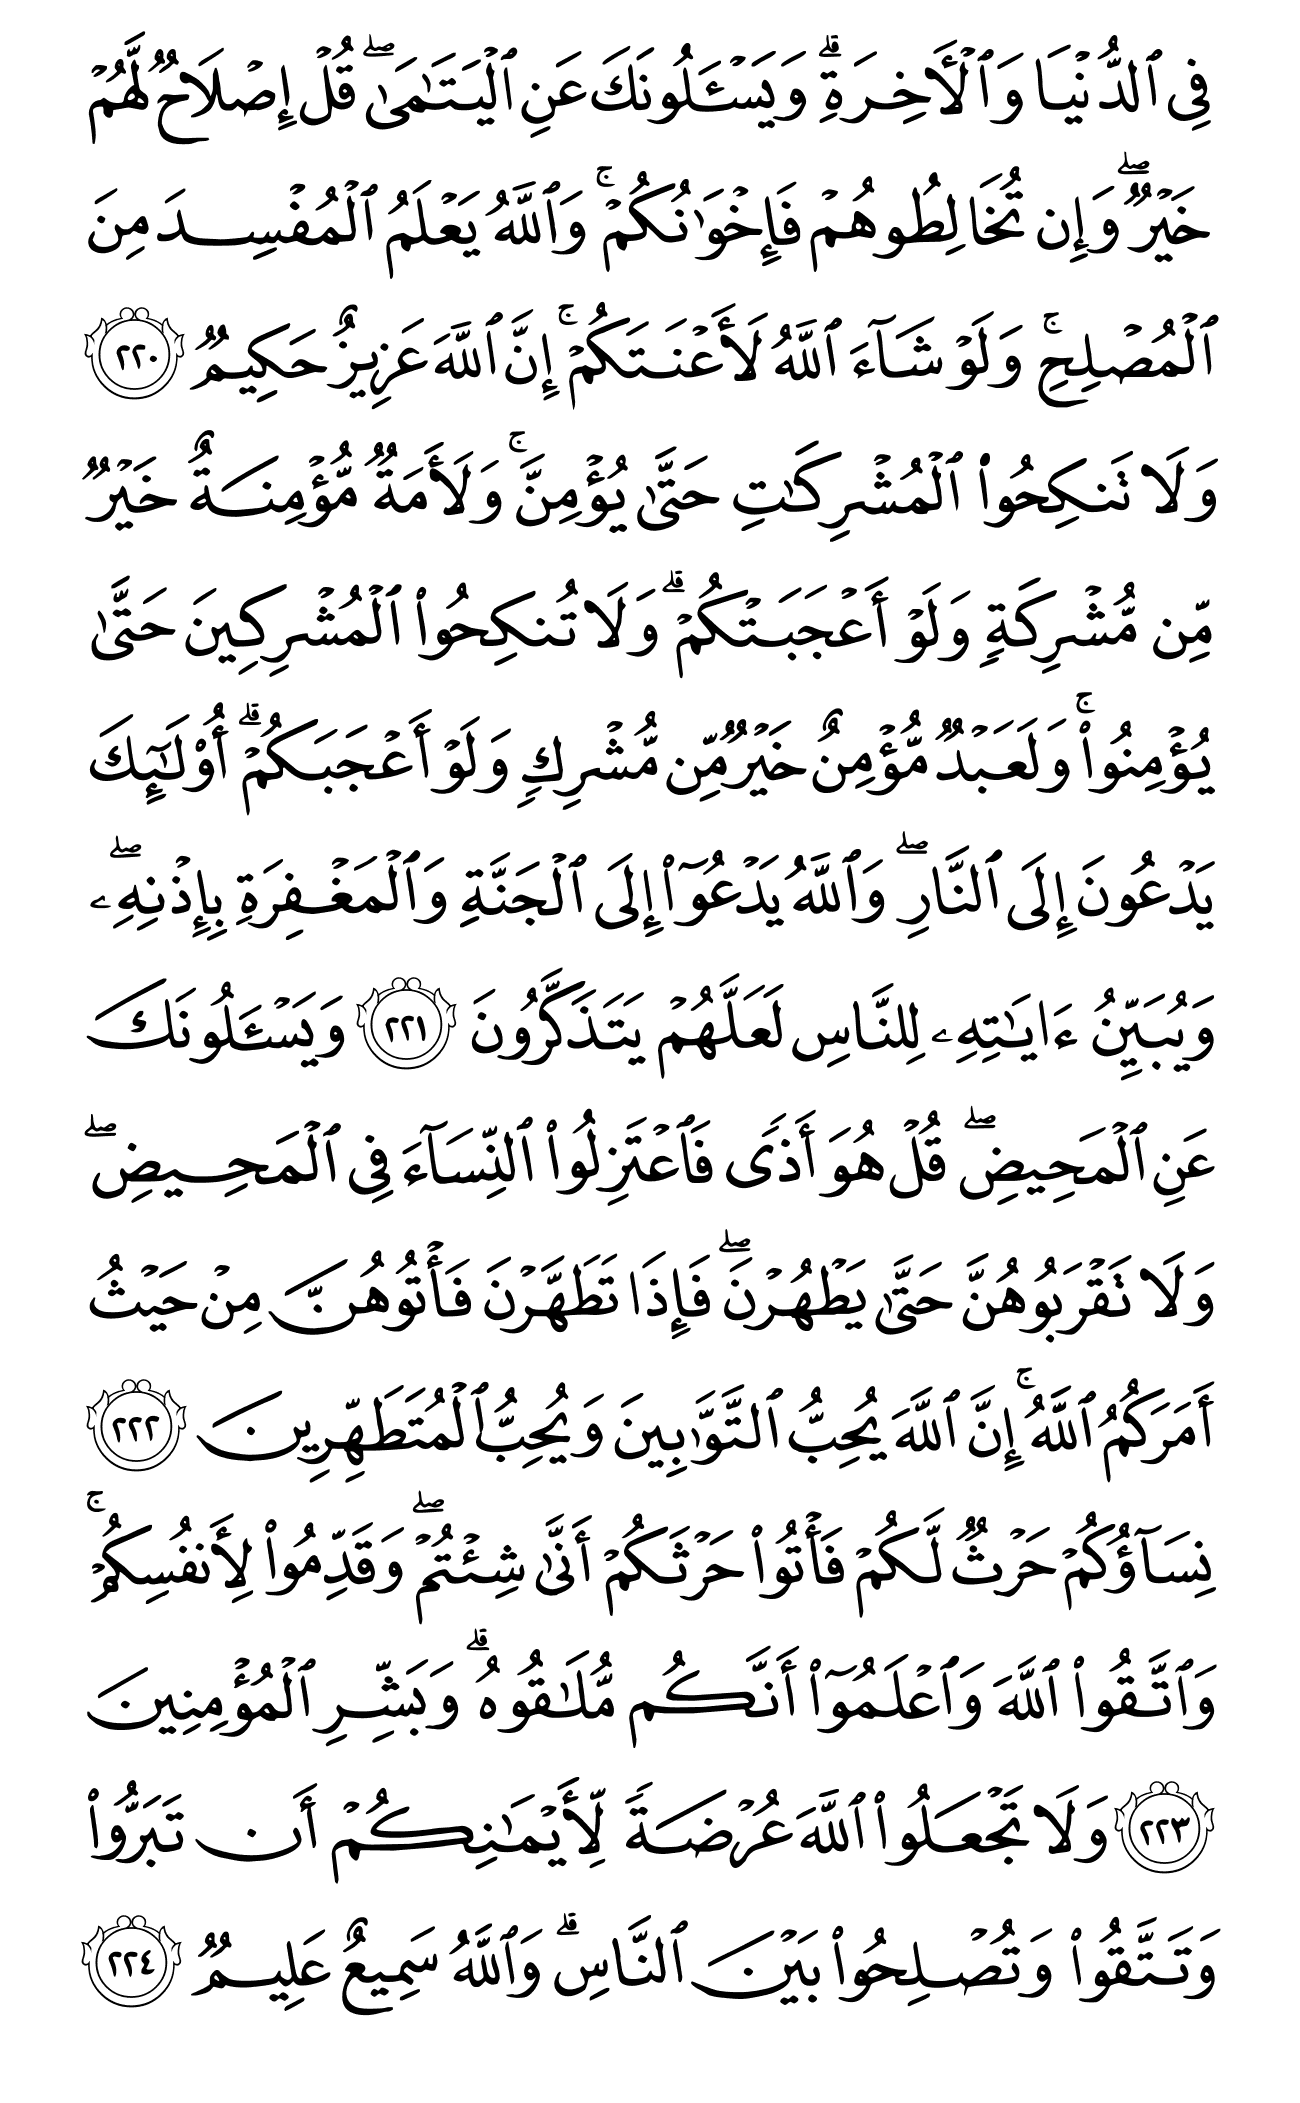 فِي ٱلدُّنۡيَا وَٱلۡأٓخِرَةِۗ وَيَسۡـَٔلُونَكَ عَنِ ٱلۡيَتَٰمَىٰۖ قُلۡ إِصۡلَاحٞ لَّهُمۡ
خَيۡرٞۖ وَإِن تُخَالِطُوهُمۡ فَإِخۡوَٰنُكُمۡۚ وَٱللَّهُ يَعۡلَمُ ٱلۡمُفۡسِدَ مِنَ
ٱلۡمُصۡلِحِۚ وَلَوۡ شَآءَ ٱللَّهُ لَأَعۡنَتَكُمۡۚ إِنَّ ٱللَّهَ عَزِيزٌ حَكِيمٞ ٢٢٠
وَلَا تَنكِحُواْ ٱلۡمُشۡرِكَٰتِ حَتَّىٰ يُؤۡمِنَّۚ وَلَأَمَةٞ مُّؤۡمِنَةٌ خَيۡرٞ
مِّن مُّشۡرِكَةٖ وَلَوۡ أَعۡجَبَتۡكُمۡۗ وَلَا تُنكِحُواْ ٱلۡمُشۡرِكِينَ حَتَّىٰ
يُؤۡمِنُواْۚ وَلَعَبۡدٞ مُّؤۡمِنٌ خَيۡرٞ مِّن مُّشۡرِكٖ وَلَوۡ أَعۡجَبَكُمۡۗ أُوْلَٰٓئِكَ
يَدۡعُونَ إِلَى ٱلنَّارِۖ وَٱللَّهُ يَدۡعُوٓاْ إِلَى ٱلۡجَنَّةِ وَٱلۡمَغۡفِرَةِ بِإِذۡنِهِۦۖ
وَيُبَيِّنُ ءَايَٰتِهِۦ لِلنَّاسِ لَعَلَّهُمۡ يَتَذَكَّرُونَ ٢٢١ وَيَسۡـَٔلُونَكَ
عَنِ ٱلۡمَحِيضِۖ قُلۡ هُوَ أَذٗى فَٱعۡتَزِلُواْ ٱلنِّسَآءَ فِي ٱلۡمَحِيضِۖ
وَلَا تَقۡرَبُوهُنَّ حَتَّىٰ يَطۡهُرۡنَۖ فَإِذَا تَطَهَّرۡنَ فَأۡتُوهُنَّ مِنۡ حَيۡثُ
أَمَرَكُمُ ٱللَّهُۚ إِنَّ ٱللَّهَ يُحِبُّ ٱلتَّوَّٰبِينَ وَيُحِبُّ ٱلۡمُتَطَهِّرِينَ ٢٢٢
نِسَآؤُكُمۡ حَرۡثٞ لَّكُمۡ فَأۡتُواْ حَرۡثَكُمۡ أَنَّىٰ شِئۡتُمۡۖ وَقَدِّمُواْ لِأَنفُسِكُمۡۚ
وَٱتَّقُواْ ٱللَّهَ وَٱعۡلَمُوٓاْ أَنَّكُم مُّلَٰقُوهُۗ وَبَشِّرِ ٱلۡمُؤۡمِنِينَ
٢٢٣ وَلَا تَجۡعَلُواْ ٱللَّهَ عُرۡضَةٗ لِّأَيۡمَٰنِكُمۡ أَن تَبَرُّواْ
وَتَتَّقُواْ وَتُصۡلِحُواْ بَيۡنَ ٱلنَّاسِۗ وَٱللَّهُ سَمِيعٌ عَلِيمٞ ٢٢٤